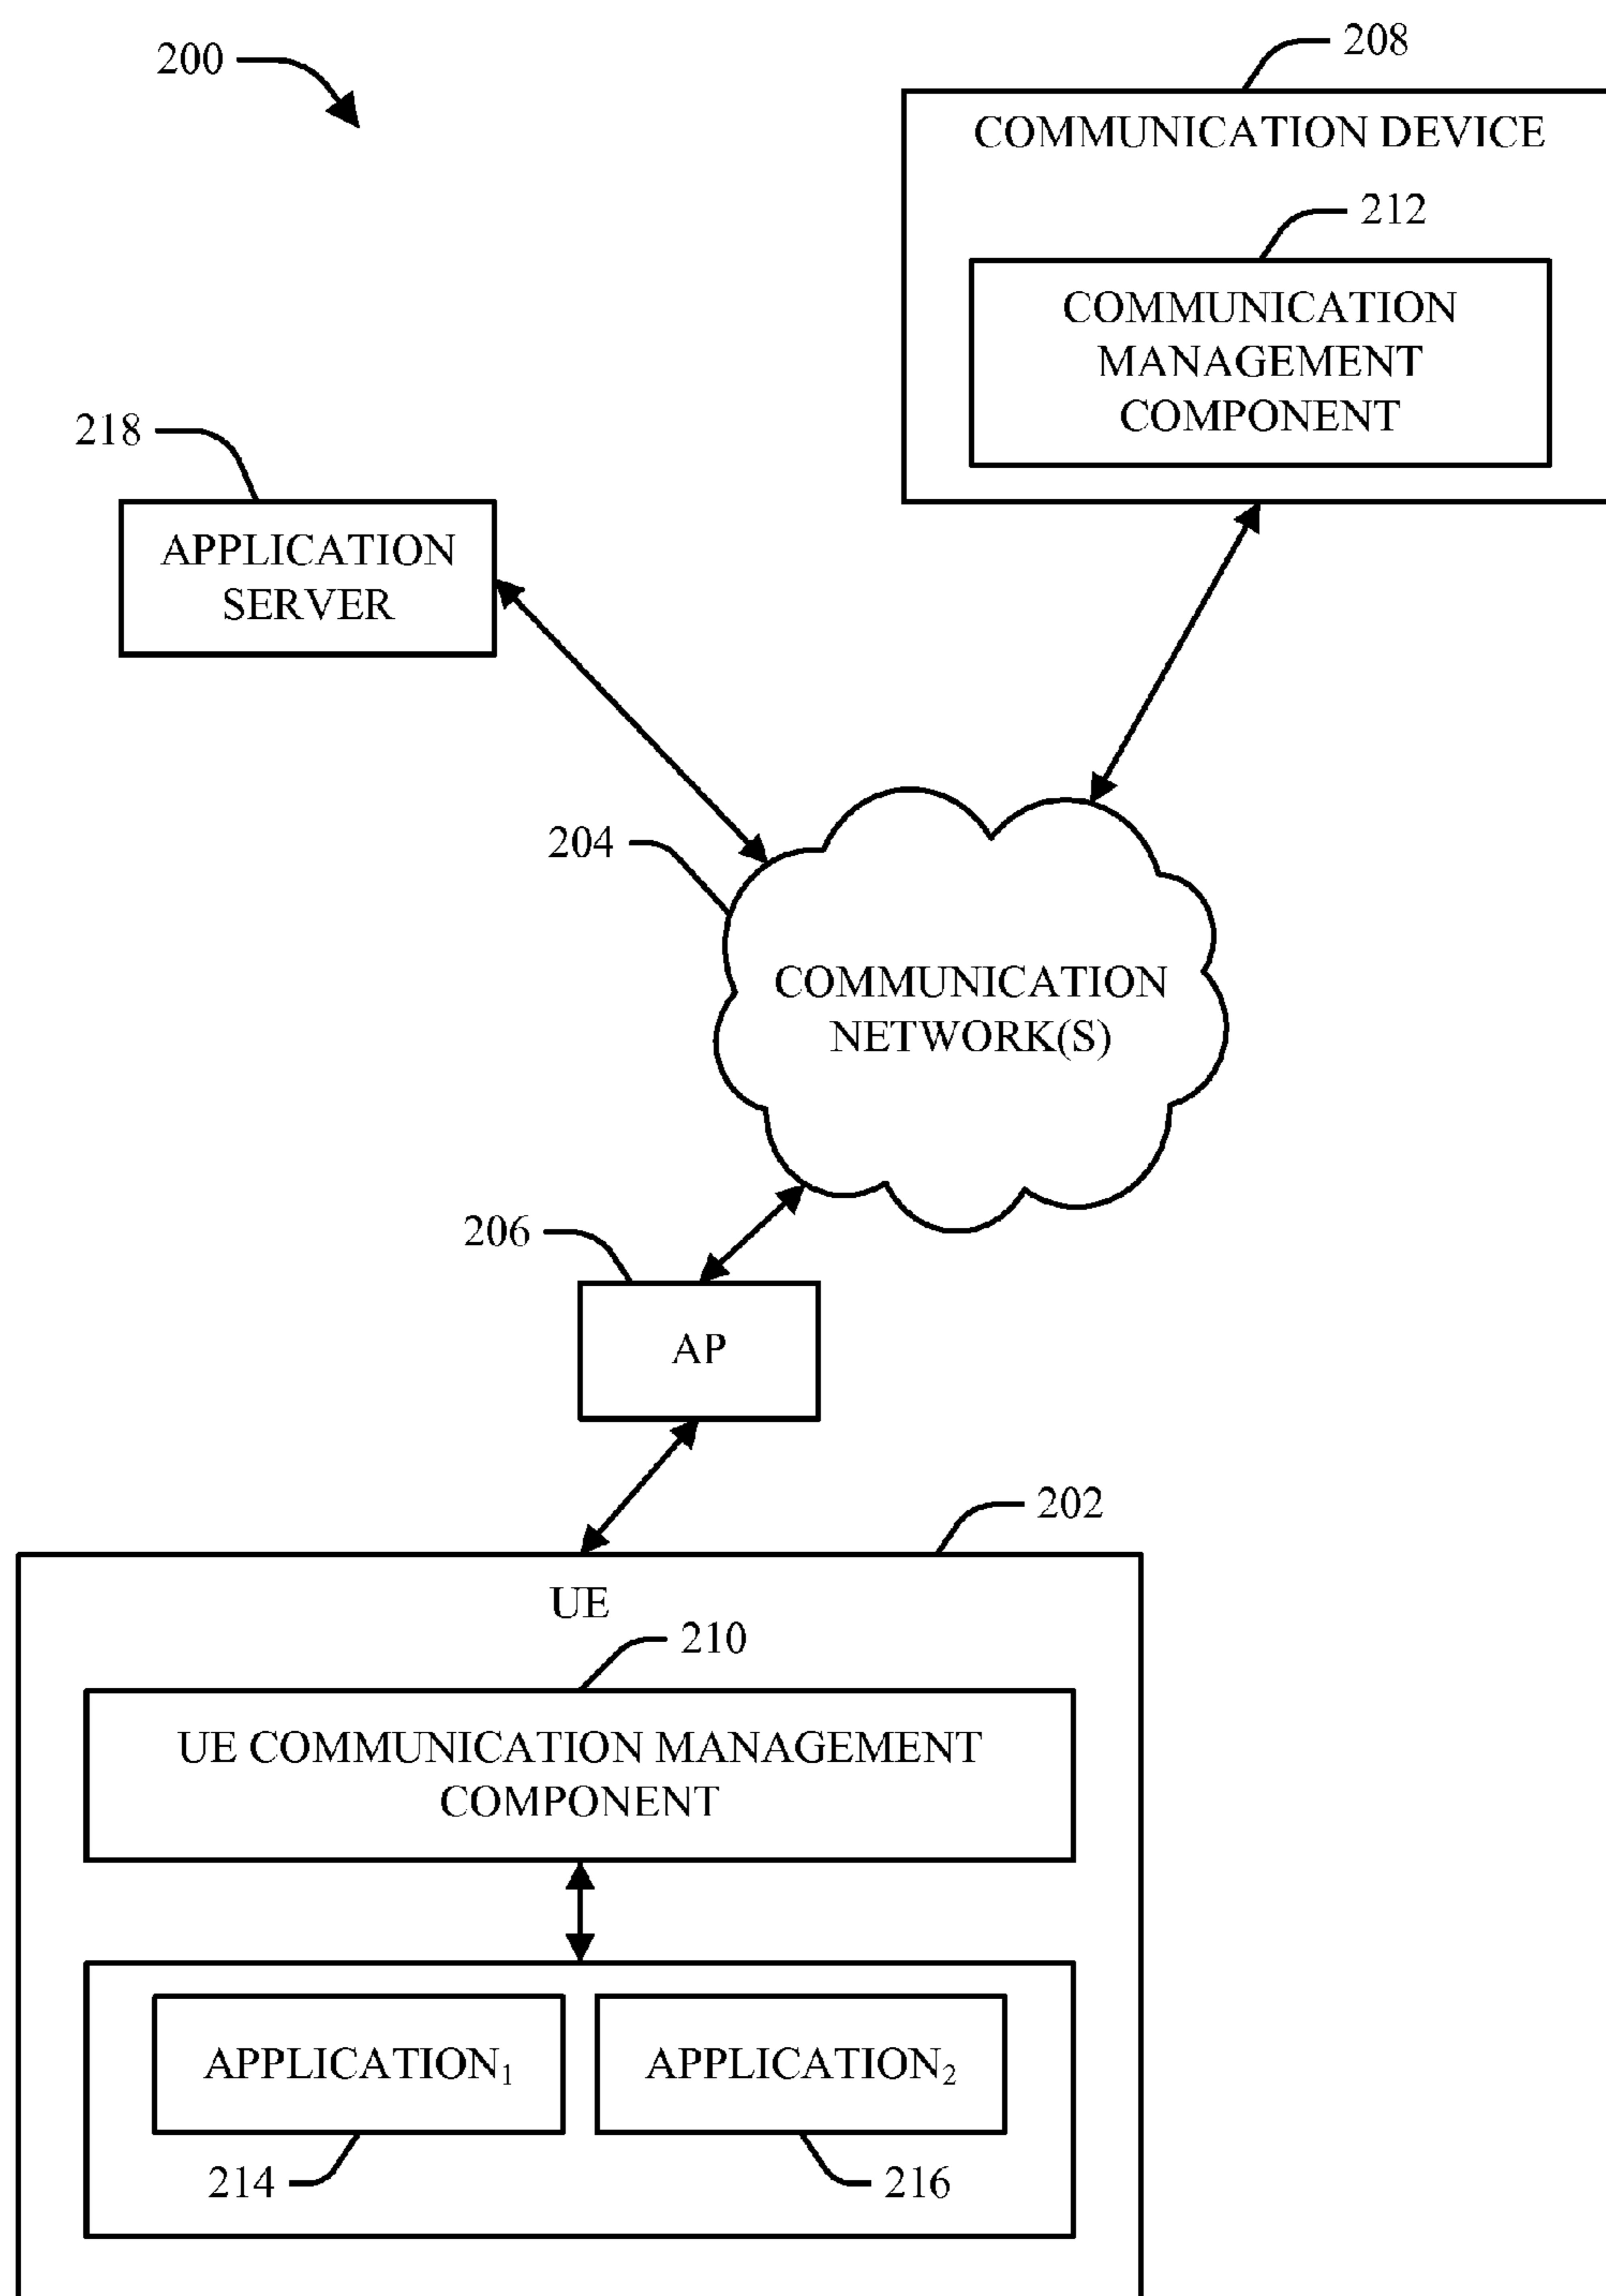 200
208
COMMUNICATION DEVICE
212
COMMUNICATION
MANAGEMENT
COMPONENT
218
APPLICATION
SERVER
204
COMMUNICATION
NETWORK(S)
206
AP
202
UE
210
UE COMMUNICATION MANAGEMENT
COMPONENT
APPLICATION₁
APPLICATION₂
214
216